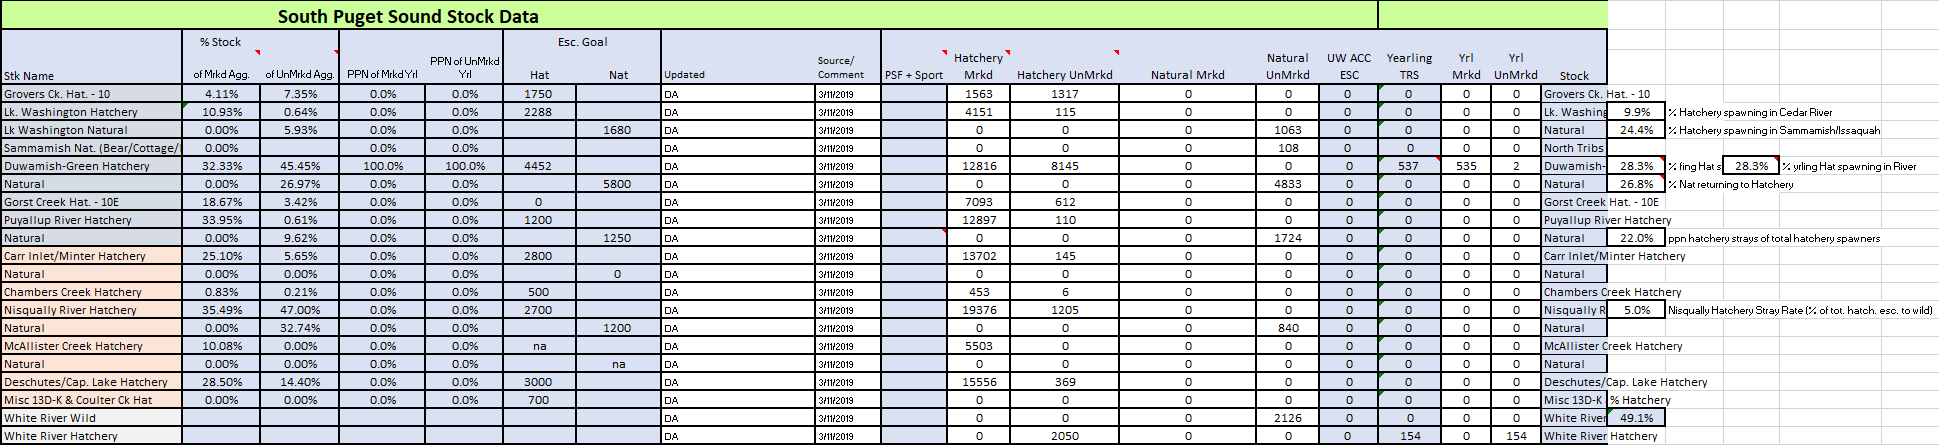 South Puget Sound Stock Data
% Stock Esc. Goal
PPN of UnMrkd Source/ Hatchery Natural UW ACC Yearling Yrl Yrl
Stk Name of Mrkd Agg. of UnMrkd Agg. PPN of Mrkd Yrl Yrl Hat Nat Updated Comment PSF + Sport Mrkd Hatchery UnMrkd Natural Mrkd UnMrkd ESC TRS Mrkd UnMrkd Stock
Grovers Ck. Hat. - 10 4.11% 7.35% 0.0% 0.0% 1750 DA 3/11/2019 1563 1317 0 0 0 0 0 0 Grovers Ck. Hat. - 10
Lk. Washington Hatchery 10.93% 0.64% 0.0% 0.0% 2288 DA 3/11/2019 4151 115 0 0 0 0 0 0 Lk. Washing 9.9% % Hatchery spawning in Cedar River
Lk Washington Natural 0.00% 5.93% 0.0% 0.0% 1680 DA 3/11/2019 0 0 0 1063 0 0 0 0 Natural 24.4% % Hatchery spawning in Sammamish/Issaquah
Sammamish Nat. (Bear/Cottage/ 0.00% DA 3/11/2019 0 0 0 108 0 0 0 0 North Tribs
Duwamish-Green Hatchery 32.33% 45.45% 100.0% 100.0% 4452 DA 3/11/2019 12816 8145 0 0 0 537 535 2 Duwamish- 28.3% % fing Hat s 28.3% % yrling Hat spawning in River
Natural 0.00% 26.97% 0.0% 0.0% 5800 DA 3/11/2019 0 0 0 4833 0 0 0 0 Natural 26.8% % Nat returning to Hatchery
Gorst Creek Hat. - 10E 18.67% 3.42% 0.0% 0.0% 0 DA 3/11/2019 7093 612 0 0 0 0 0 0 Gorst Creek Hat. - 10E
Puyallup River Hatchery 33.95% 0.61% 0.0% 0.0% 1200 DA 3/11/2019 12897 110 0 0 0 0 0 0 Puyallup River Hatchery
Natural 0.00% 9.62% 0.0% 0.0% 1250 DA 3/11/2019 0 0 0 1724 0 0 0 0 Natural 22.0% ppn hatchery strays of total hatchery spawners
Carr Inlet/Minter Hatchery 25.10% 5.65% 0.0% 0.0% 2800 DA 3/11/2019 13702 145 0 0 0 0 0 0 Carr Inlet/Minter Hatchery
Natural 0.00% 0.00% 0.0% 0.0% 0 DA 3/11/2019 0 0 0 0 0 0 0 0 Natural
Chambers Creek Hatchery 0.83% 0.21% 0.0% 0.0% 500 DA 3/11/2019 453 6 0 0 0 0 0 0 Chambers Creek Hatchery
Nisqually River Hatchery 35.49% 47.00% 0.0% 0.0% 2700 DA 3/11/2019 19376 1205 0 0 0 0 0 0 Nisqually R 5.0% Nisqually Hatchery Stray Rate (% of tot. hatch. esc. to wild)
Natural 0.00% 32.74% 0.0% 0.0% 1200 DA 3/11/2019 0 0 0 840 0 0 0 0 Natural
McAllister Creek Hatchery 10.08% 0.00% 0.0% 0.0% na DA 3/11/2019 5503 0 0 0 0 0 0 0 McAllister Creek Hatchery
Natural 0.00% 0.00% 0.0% 0.0% na DA 3/11/2019 0 0 0 0 0 0 0 0 Natural
Deschutes/Cap. Lake Hatchery 28.50% 14.40% 0.0% 0.0% 3000 DA 3/11/2019 15556 369 0 0 0 0 0 0 Deschutes/Cap. Lake Hatchery
Misc 13D-K & Coulter Ck Hat 0.00% 0.00% 0.0% 0.0% 700 DA 3/11/2019 0 0 0 0 0 0 0 0 Misc 13D-K % Hatchery
White River Wild DA 3/11/2019 0 0 0 2126 0 0 0 0 White River 49.1%
White River Hatchery DA 3/11/2019 0 2050 0 0 0 154 0 154 White River Hatchery